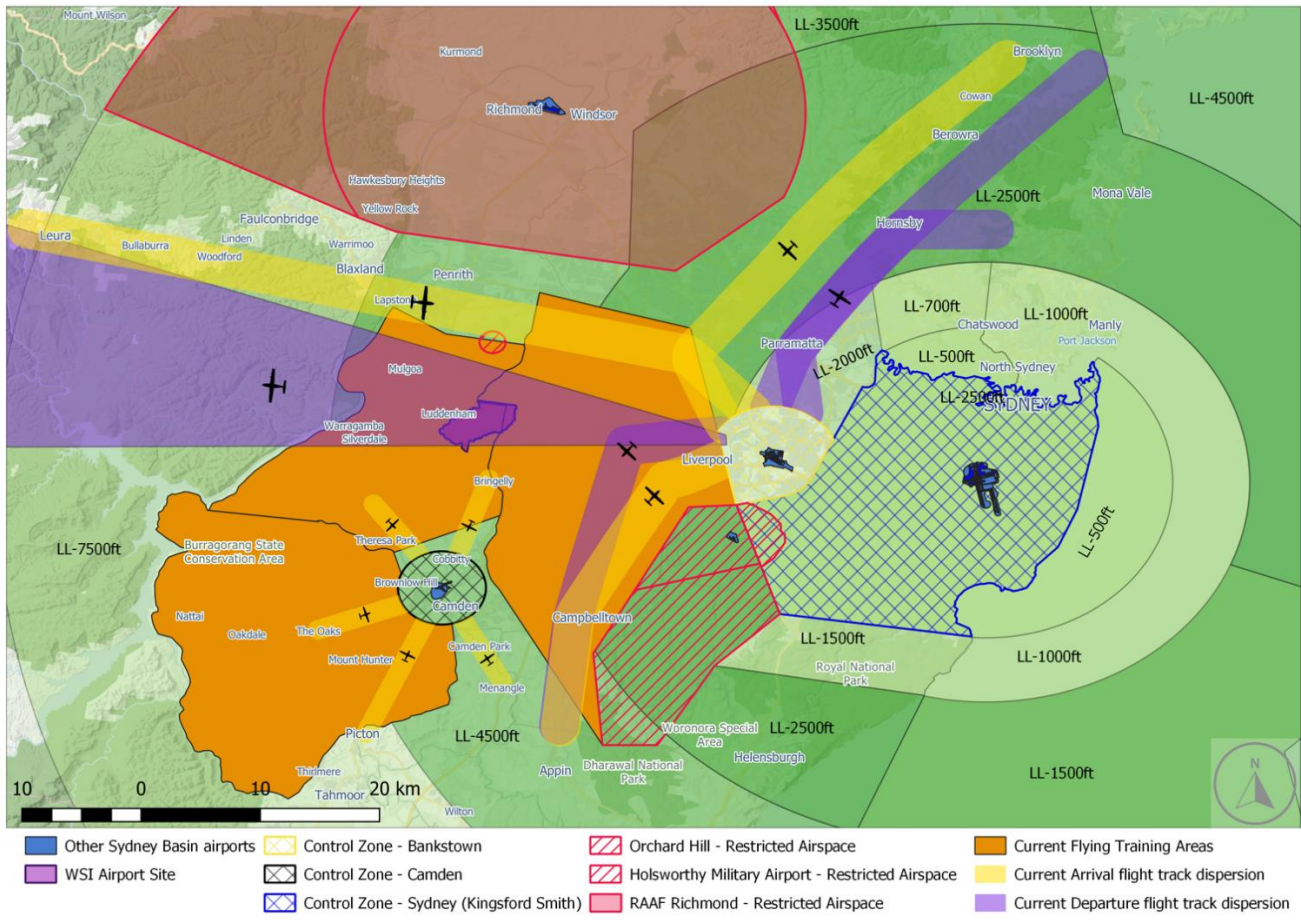 Mount Wilson
LL-3500ft
Kurmond
Brooklyn
Richmond
Windsor
Cowan
LL-4500ft
Berowra
Hawkesbury Heights
Yellow Rock
LL-2500ft
Mona Vale
Faulconbridge
Hornsby
Leura
Bullaburra
Linden
Woodford
Warrimoo
Blaxland
Penrith
Lapstone
LL-700ft
LL-1000ft
Chatswood
Manly
Port Jackson
Parramatta
LL-2000ft
LL-500ft
North Sydney
Mulgoa
LL-2500ft
SYDNEY
Luddenham
Warragamba
Silverdale
Liverpool
Bringelly
LL-500ft
LL-7500ft
Burragorang State
Conservation Area
Theresa Park
Cobbitty
Brownlow Hill
Camden
Nattai
Oakdale
The Oaks
Campbelltown
Mount Hunter
Camden Park
Menangle
LL-1500ft
Royal National
Park
LL-1000ft
Picton
LL-4500ft
Woronora Special
Area
LL-2500ft
Helensburgh
Appin
Dharawal National
Park
Thirlmere
Tahmoor
Wilton
LL-1500ft
N
10 0 10 20 km
Other Sydney Basin airports
WSI Airport Site
Control Zone - Bankstown
Control Zone - Camden
Control Zone - Sydney (Kingsford Smith)
Orchard Hill - Restricted Airspace
Holsworthy Military Airport - Restricted Airspace
RAAF Richmond - Restricted Airspace
Current Flying Training Areas
Current Arrival flight track dispersion
Current Departure flight track dispersion